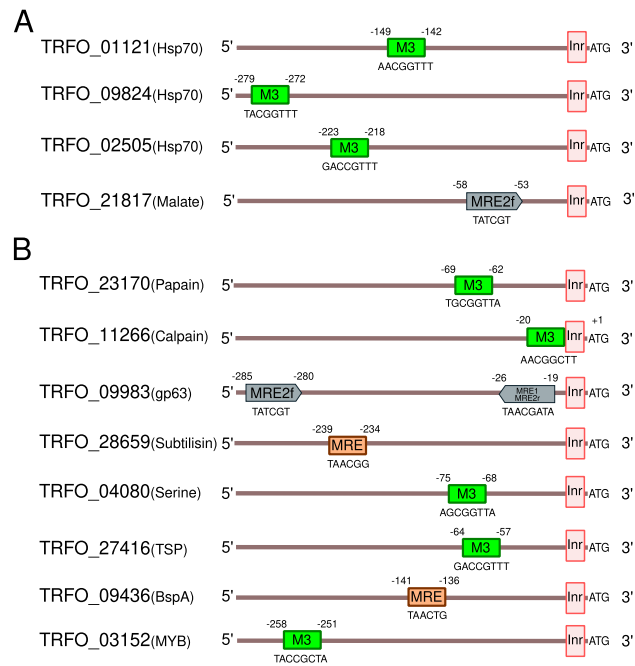 A
-149 -142
TRFO_01121(Hsp70) 5' M3 Inr ATG 3'
AACGGTTT
-279 -272
TRFO_09824(Hsp70) 5' M3 Inr ATG 3'
TACGGTTT
-223 -218
TRFO_02505(Hsp70) 5' M3 Inr ATG 3'
GACCGTTT
-58 -53
TRFO_21817(Malate) 5' MRE2f Inr ATG 3'
TATCGT
B
-69 -62
TRFO_23170(Papain) 5' M3 Inr ATG 3'
TGCGGTTA
-20 +1
TRFO_11266(Calpain) 5' M3 Inr ATG 3'
AACGGCTT
-285 -280 -26 -19
TRFO_09983(gp63) 5' MRE2f MRE1 MRE2r Inr ATG 3'
TATCGT TAACGATA
-239 -234
TRFO_28659(Subtilisin) 5' MRE Inr ATG 3'
TAACGG
-75 -68
TRFO_04080(Serine) 5' M3 Inr ATG 3'
AGCGGTTA
-64 -57
TRFO_27416(TSP) 5' M3 Inr ATG 3'
GACCGTTT
-141 -136
TRFO_09436(BspA) 5' MRE Inr ATG 3'
TAACTG
-258 -251
TRFO_03152(MYB) 5' M3 Inr ATG 3'
TACCGCTA